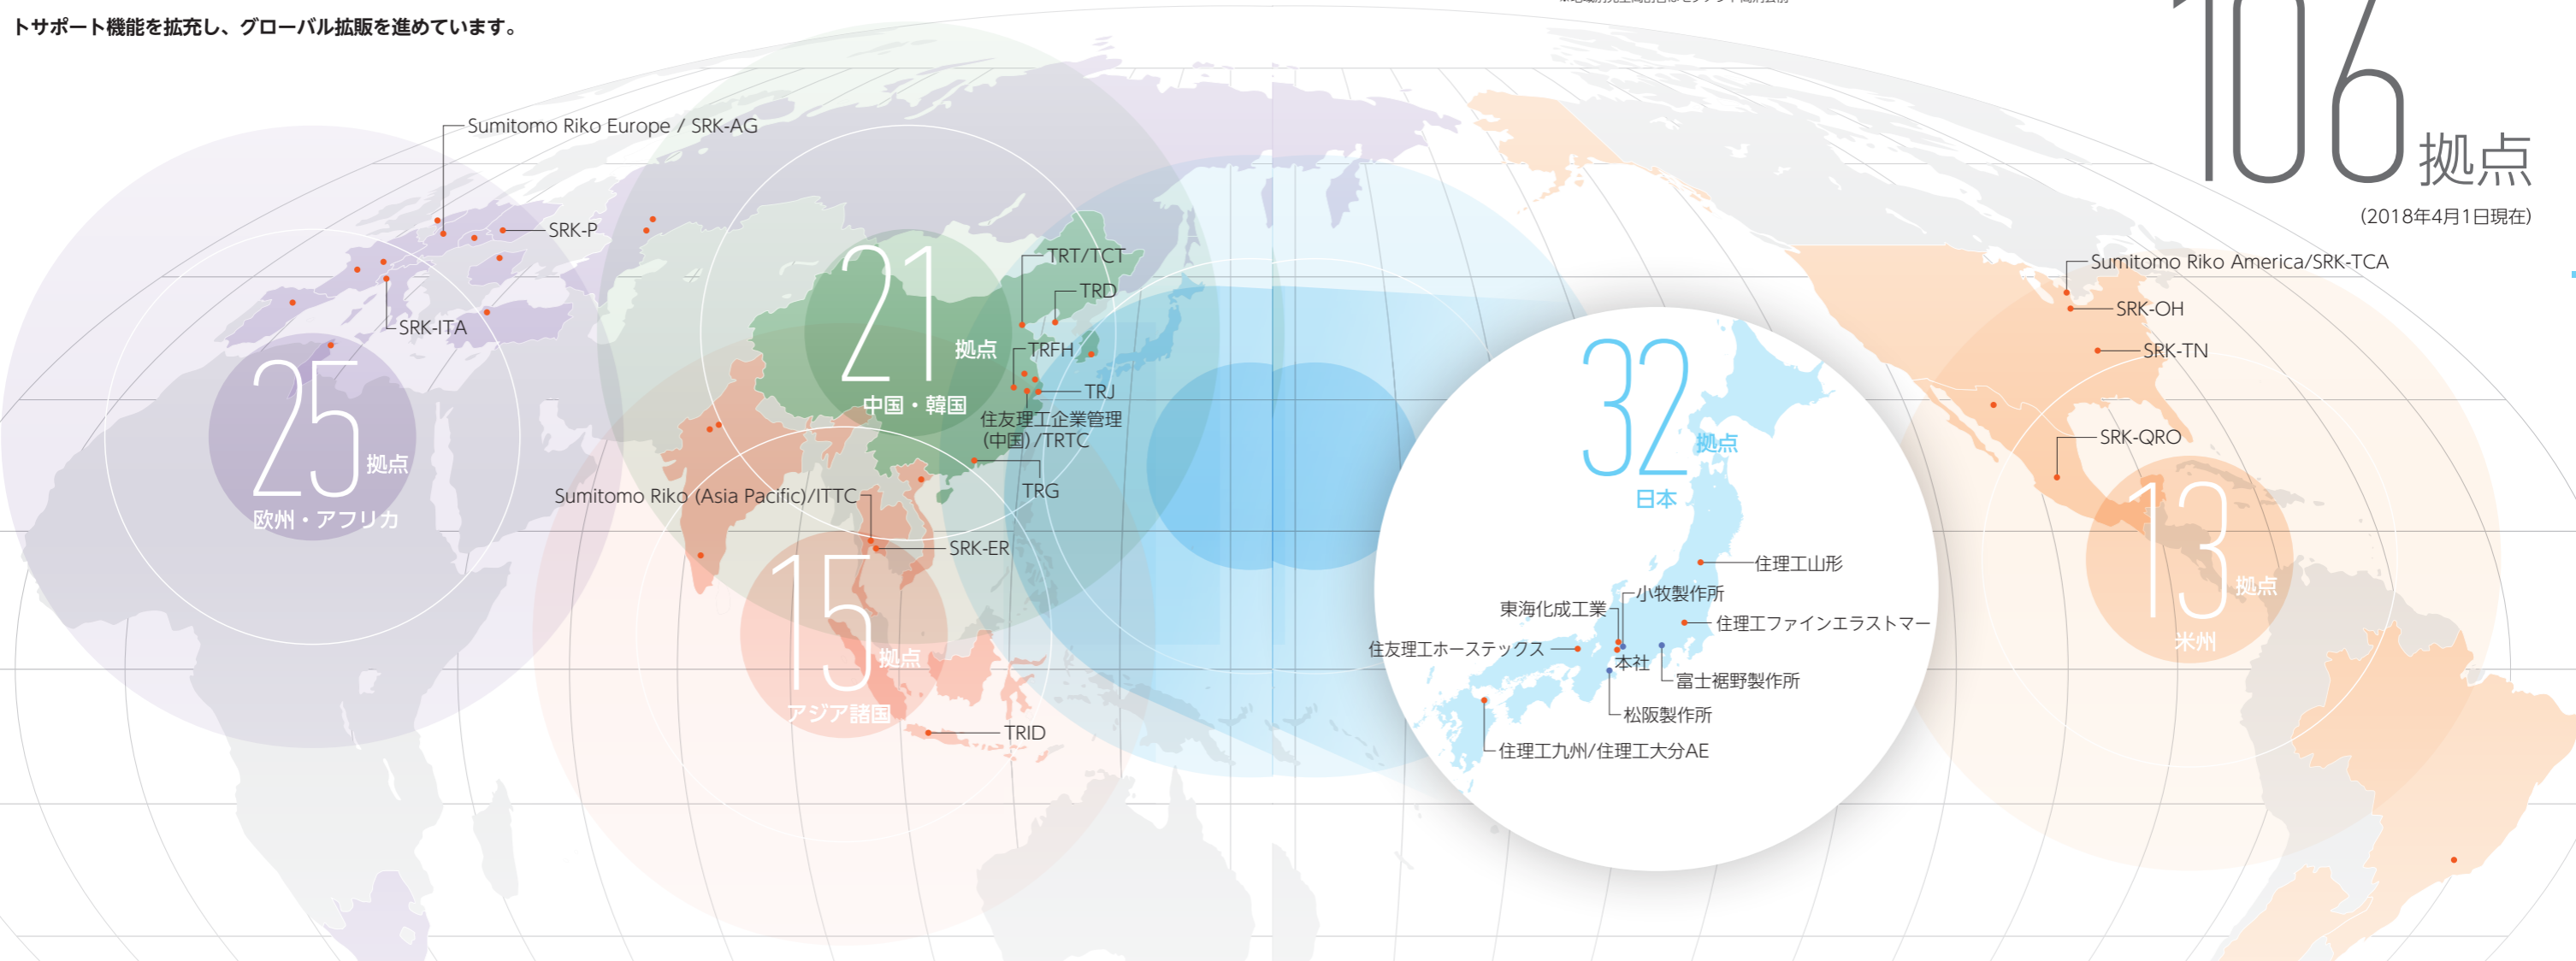 トサポート機能を拡充し、グローバル拡販を進めています。
106拠点
(2018年4月1日現在)
Sumitomo Riko Europe / SRK-AG
SRK-P
SRK-ITA
25拠点
欧州・アフリカ
21拠点
中国・韓国
TRT/TCT
TRD
TRFH
TRJ
住友理工企業管理
(中国)/TRTC
TRG
Sumitomo Riko (Asia Pacific)/ITTC
SRK-ER
15拠点
アジア諸国
TRID
32拠点
日本
住理工山形
小牧製作所
東海化成工業
住理工ファインエラストマー
住友理工ホーステックス
本社
富士裾野製作所
松阪製作所
住理工九州/住理工大分AE
Sumitomo Riko America/SRK-TCA
SRK-OH
SRK-TN
SRK-QRO
13拠点
米州